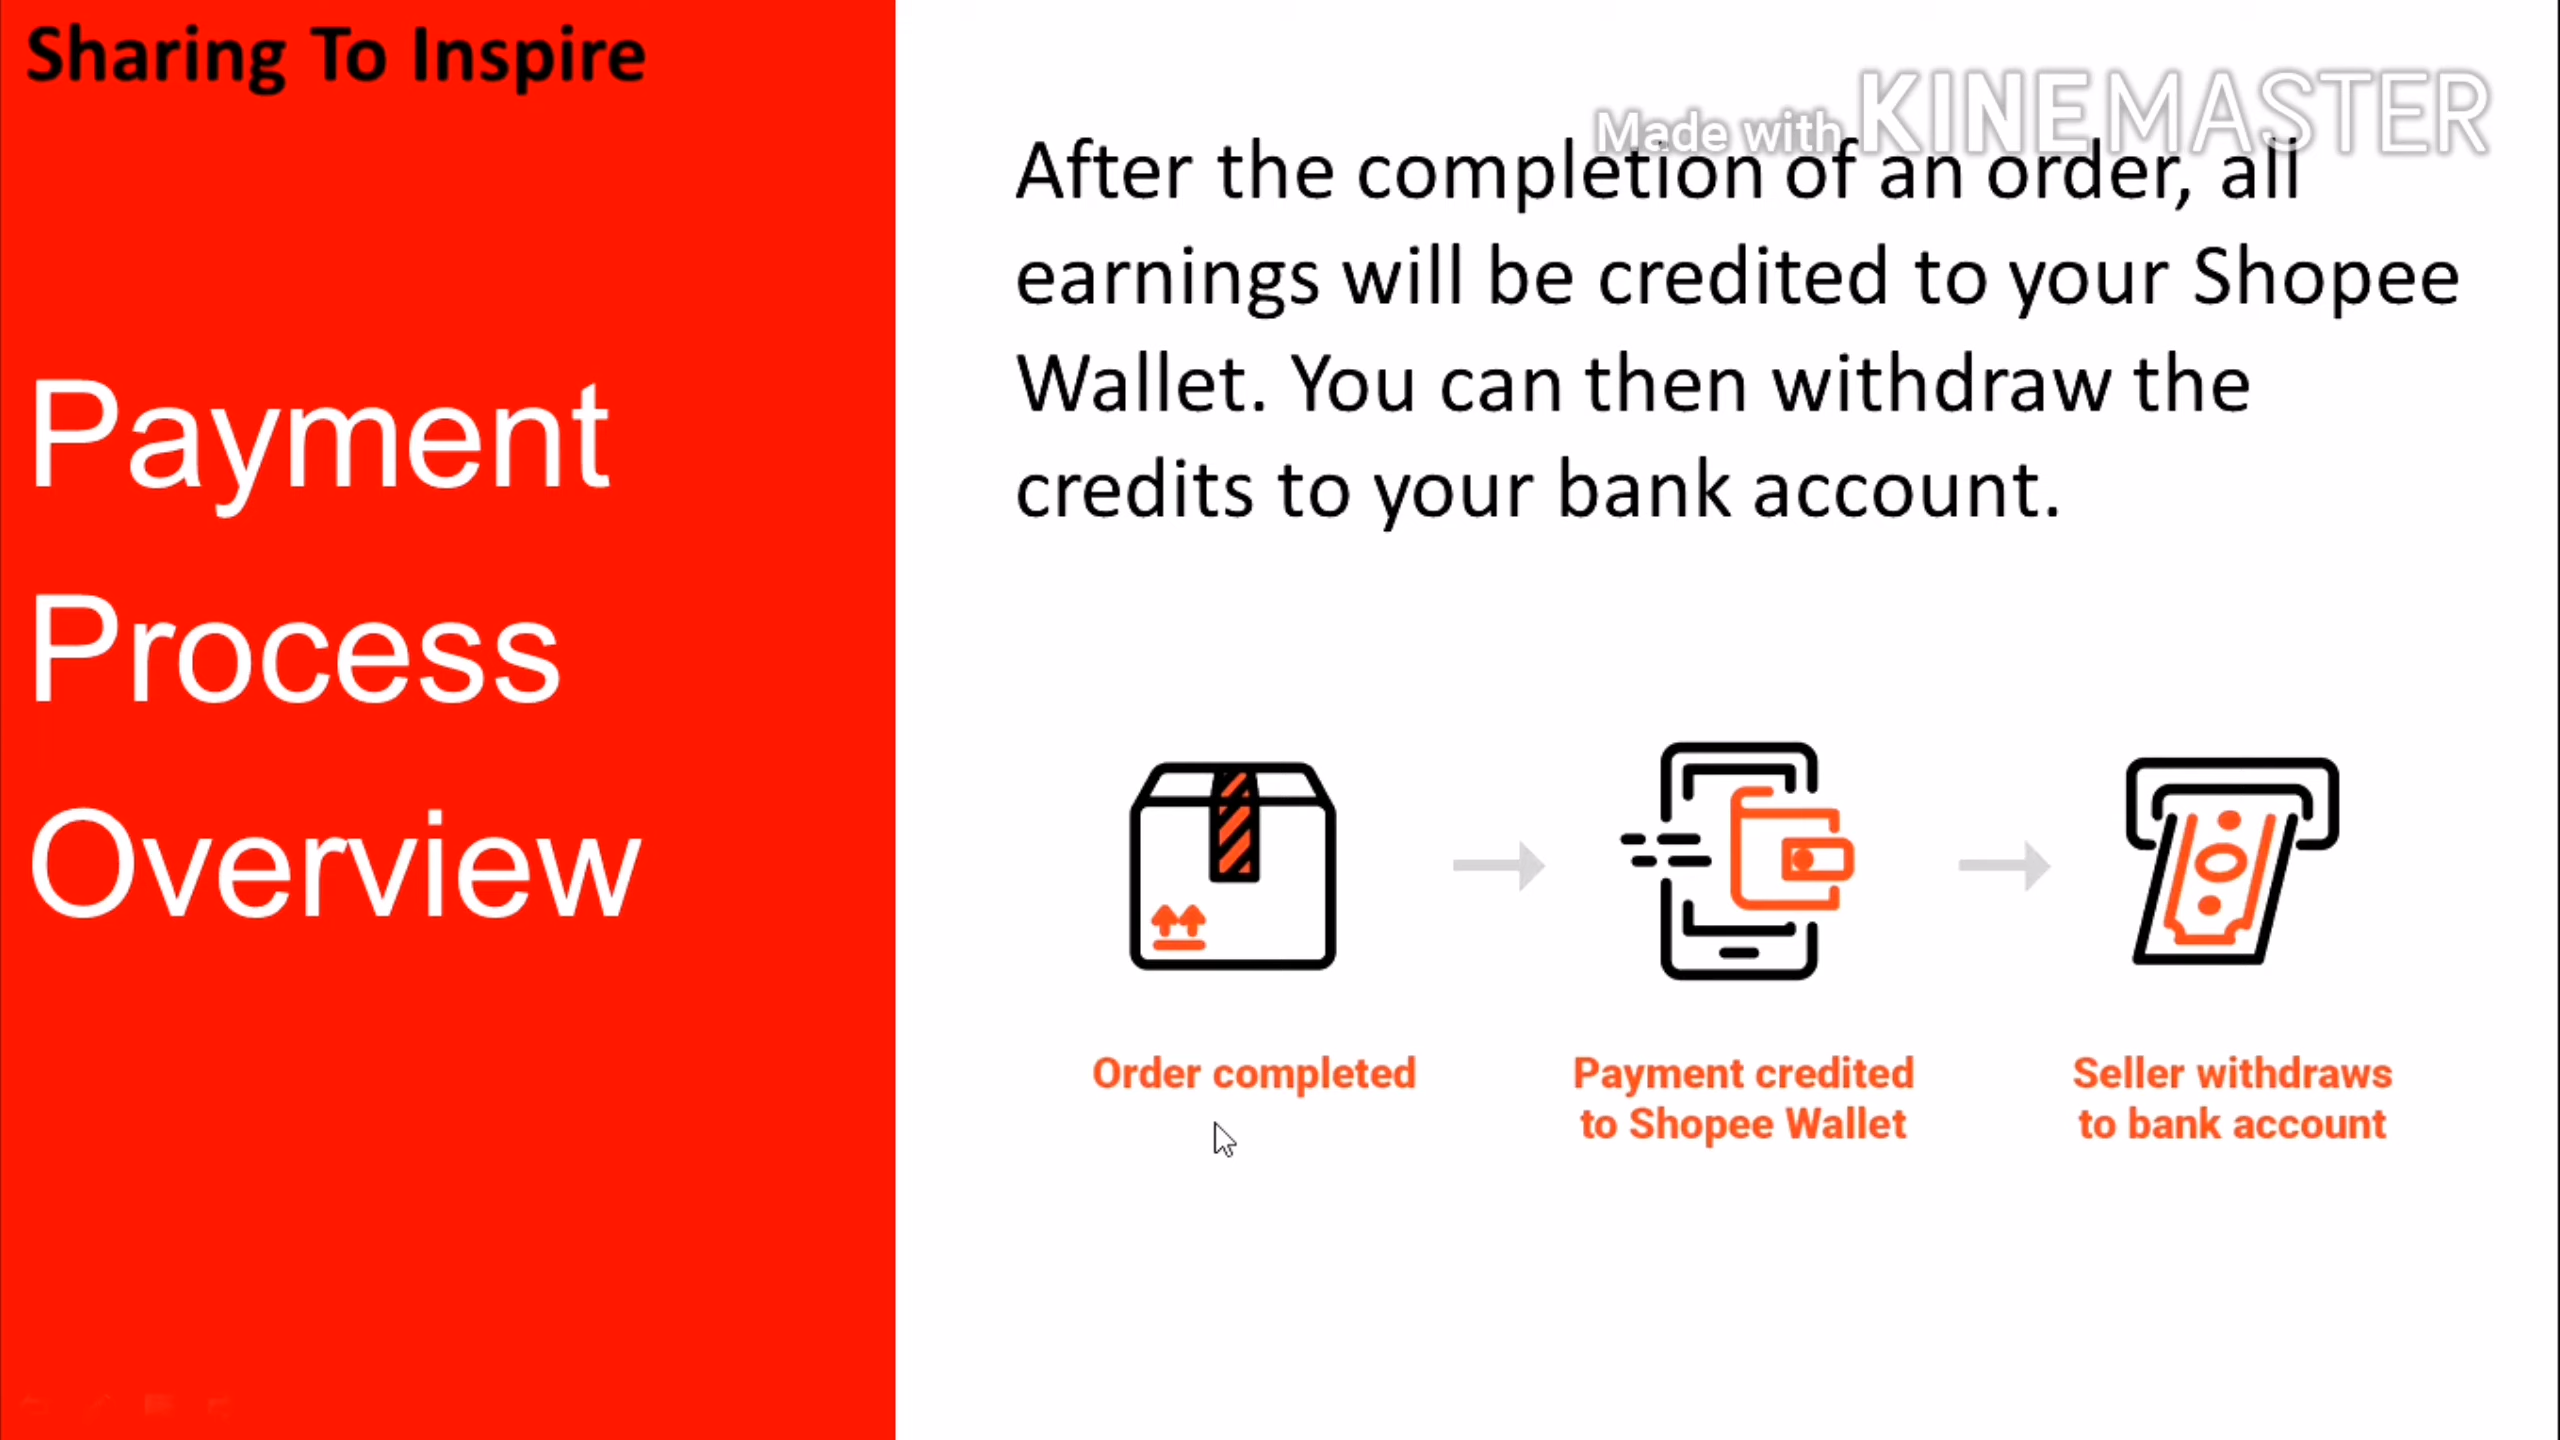 Sharing To Inspire
Payment
Process
Overview
Made with KINEMASTER
After the completion of an order, all
earnings will be credited to your Shopee
Wallet. You can then withdraw the
credits to your bank account.
Order completed
Payment credited
to Shopee Wallet
Seller withdraws
to bank account